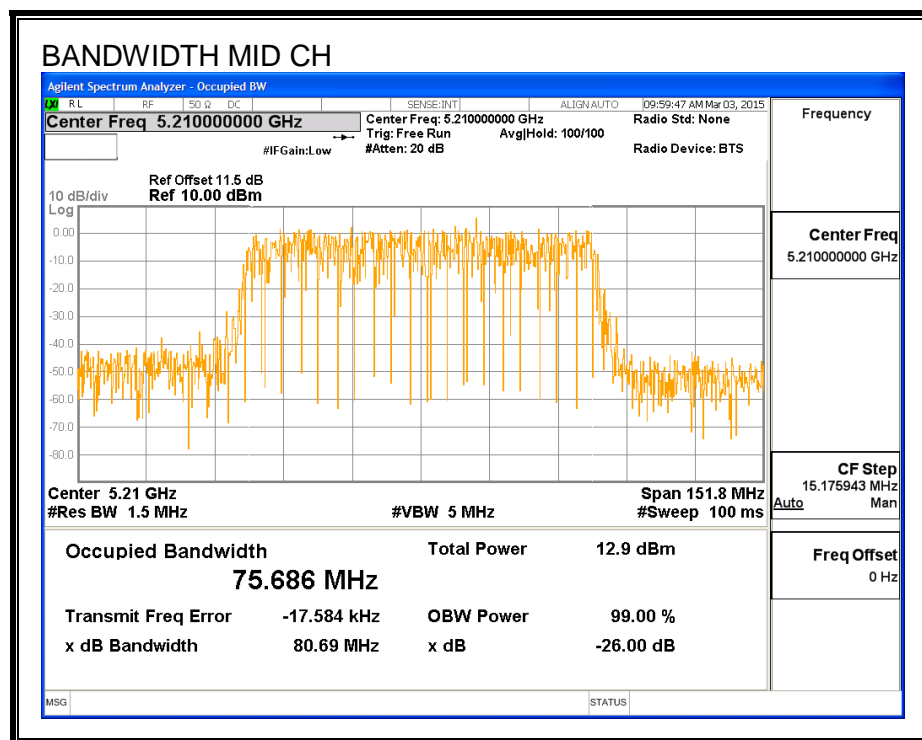 BANDWIDTH MID CH
Agilent Spectrum Analyzer - Occupied BW
LXI RL RF 50 Ω DC SENSE:INT ALIGN AUTO 09:59:47 AM Mar 03, 2015
Center Freq 5.210000000 GHz
Center Freq: 5.210000000 GHz
Radio Std: None
Trig: Free Run
Avg|Hold: 100/100
#IFGain:Low
#Atten: 20 dB
Radio Device: BTS
Ref Offset 11.5 dB
10 dB/div
Ref 10.00 dBm
Log
0.00
-10.0
-20.0
-30.0
-40.0
-50.0
-60.0
-70.0
-80.0
Center 5.21 GHz
Span 151.8 MHz
#Res BW 1.5 MHz
#VBW 5 MHz
#Sweep 100 ms
Occupied Bandwidth
Total Power 12.9 dBm
75.686 MHz
Transmit Freq Error -17.584 kHz
OBW Power 99.00 %
x dB Bandwidth 80.69 MHz
x dB -26.00 dB
MSG
STATUS
Frequency
Center Freq
5.210000000 GHz
CF Step
15.175943 MHz
Auto Man
Freq Offset
0 Hz